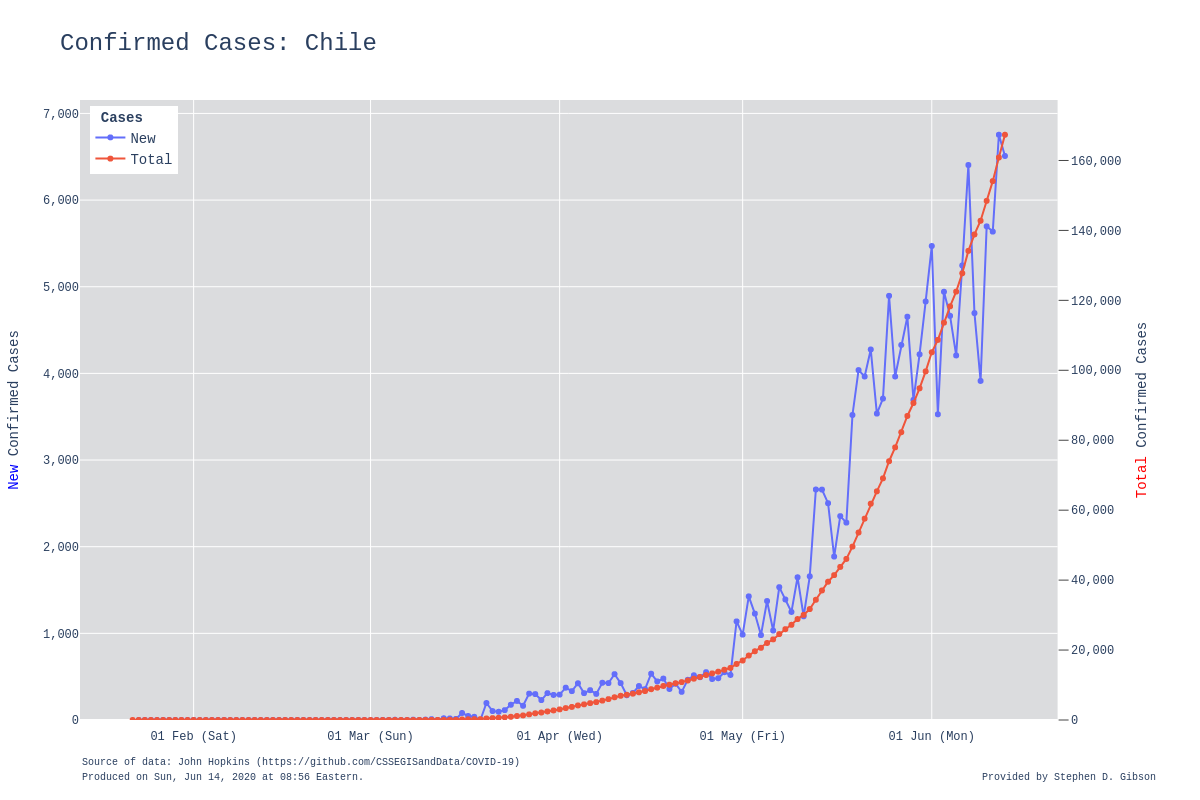 Confirmed Cases: Chile
Cases
New
Total
7,000
6,000
5,000
4,000
3,000
2,000
1,000
0
160,000
140,000
120,000
100,000
80,000
60,000
40,000
20,000
0
New Confirmed Cases
Total Confirmed Cases
01 Feb (Sat)
01 Mar (Sun)
01 Apr (Wed)
01 May (Fri)
01 Jun (Mon)
Source of data: John Hopkins (https://github.com/CSSEGISandData/COVID-19)
Produced on Sun, Jun 14, 2020 at 08:56 Eastern.
Provided by Stephen D. Gibson